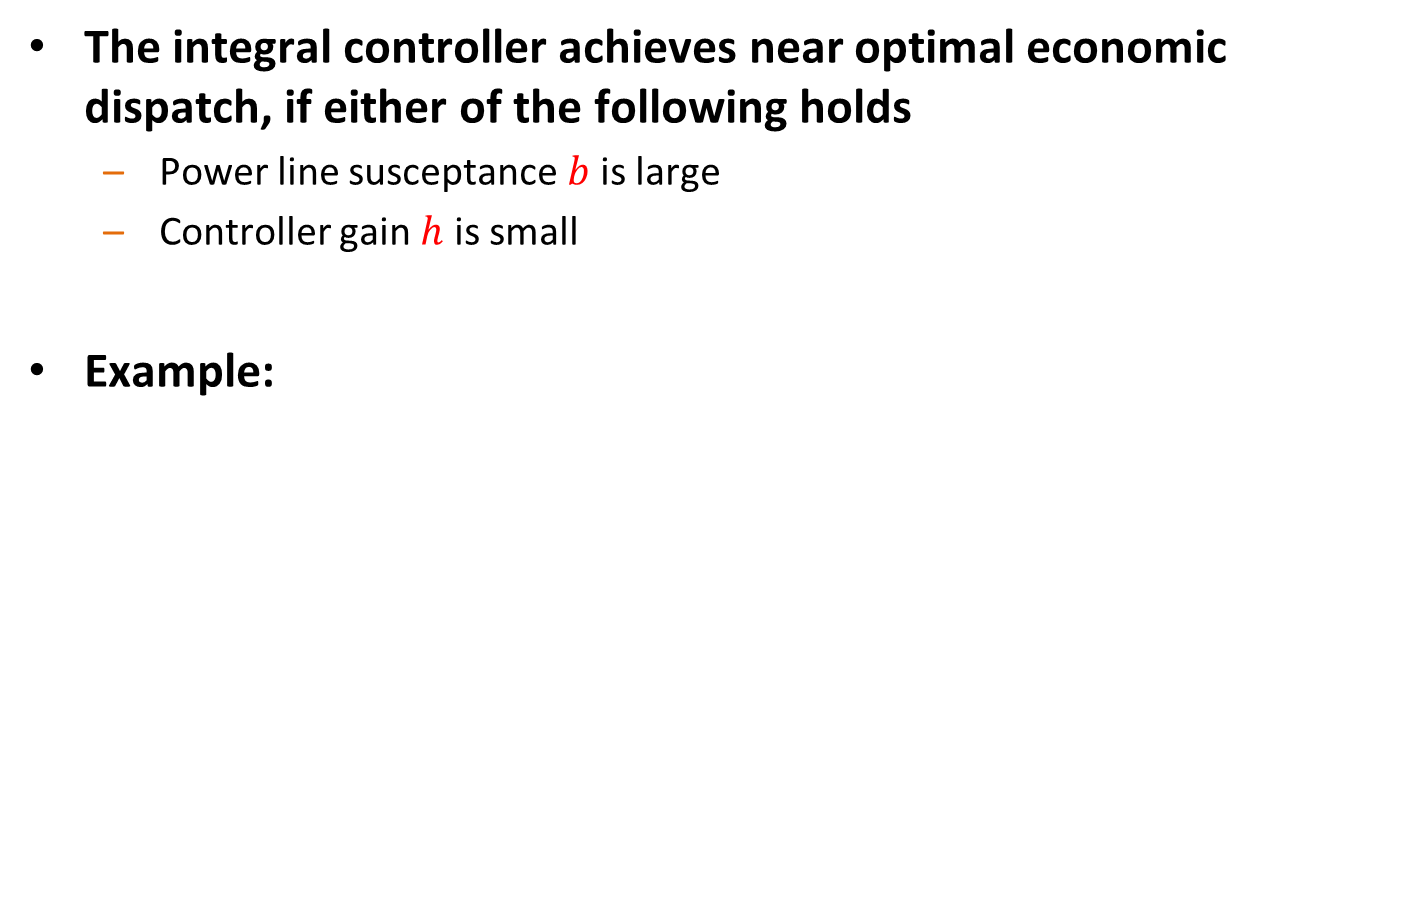 • The integral controller achieves near optimal economic
dispatch, if either of the following holds
– Power line susceptance b is large
– Controller gain h is small
• Example: